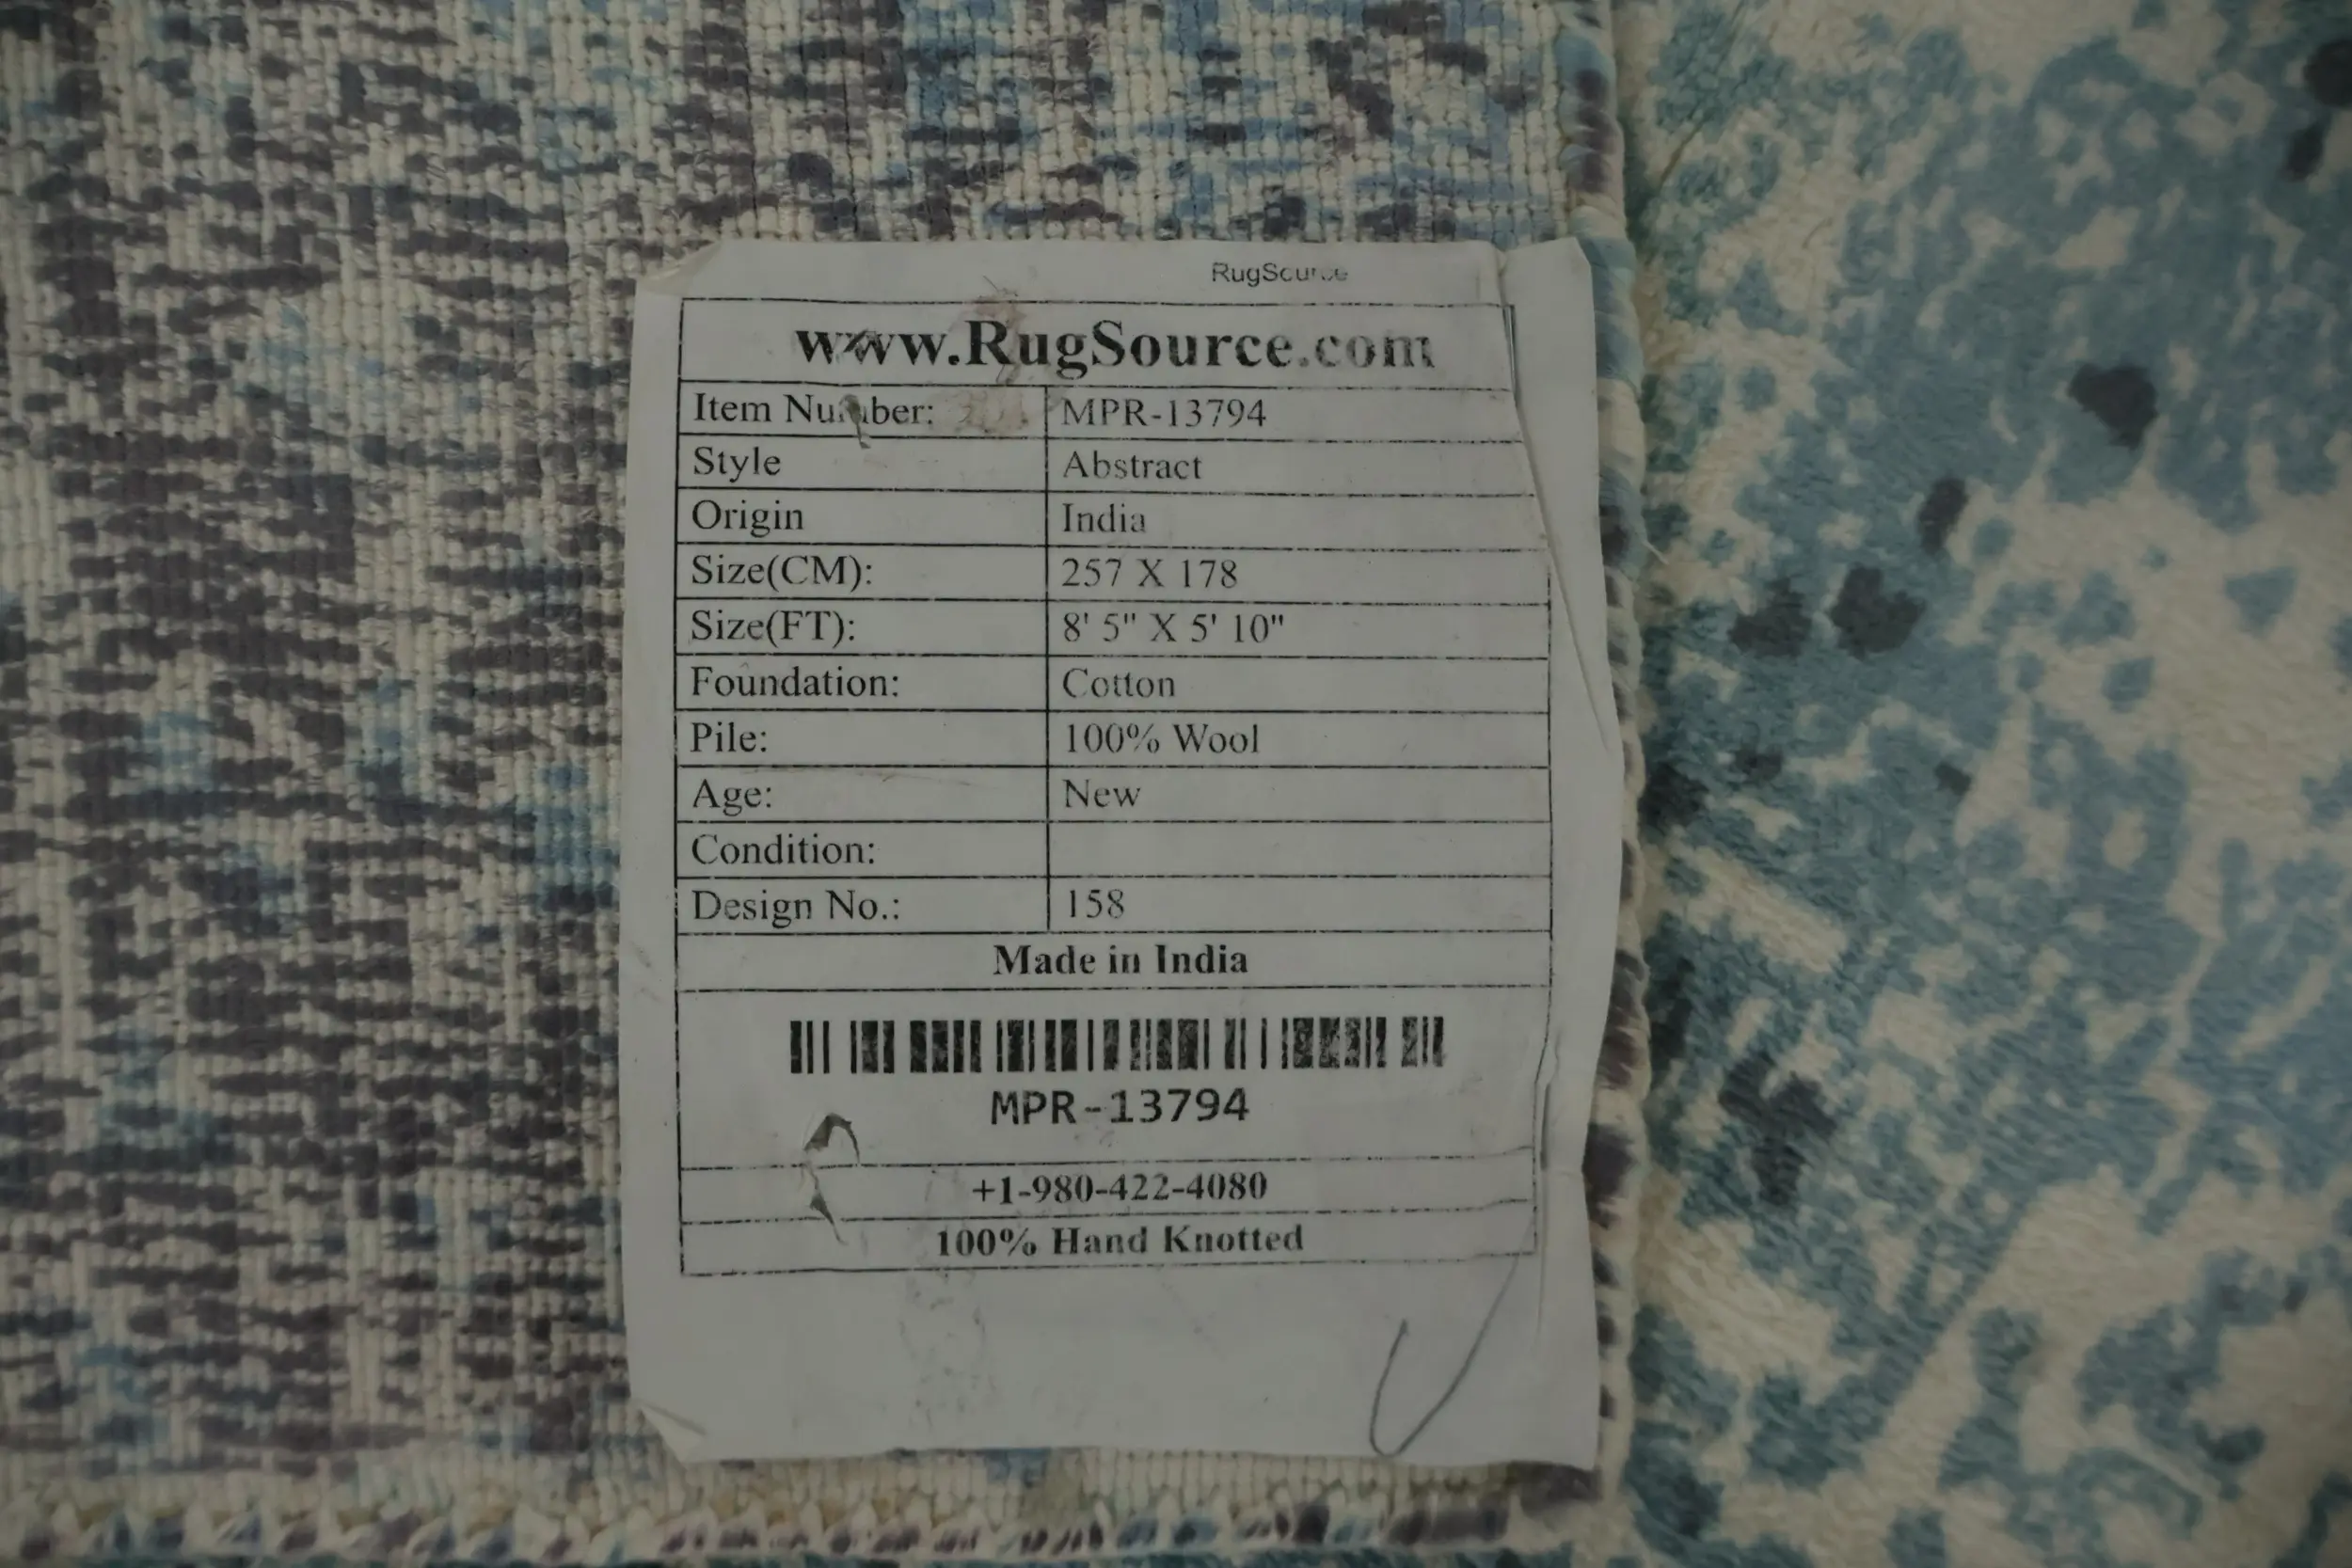 RugSource
www.RugSource.com
Item Number: MPR-13794
Style Abstract
Origin India
Size(CM): 257 X 178
Size(FT): 8' 5" X 5' 10"
Foundation: Cotton
Pile: 100% Wool
Age: New
Condition:
Design No.: 158
Made in India
MPR-13794
+1-980-422-4080
100% Hand Knotted